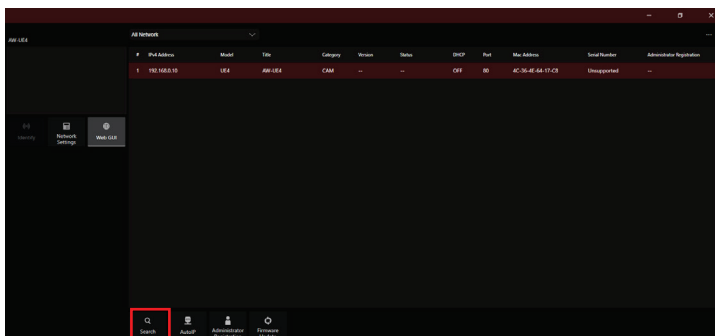 All Network
AW-UE4
# IPv4 Address Model Title Category Version Status DHCP Port Mac Address Serial Number Administrator Registration
1 192.168.0.10 UE4 AW-UE4 CAM -- -- OFF 80 4C-36-4E-64-17-C8 Unsupported --
Identity
Network
Settings
Web GUI
Search
AutoIP
Administrator
Registration
Firmware
Update